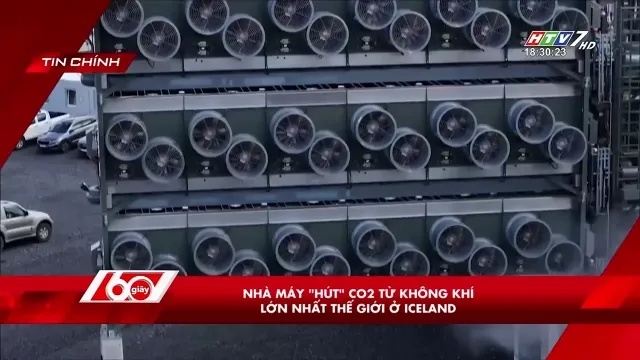 TIN CHÍNH
HTV7 HD
18:30:23
60 giây
NHÀ MÁY "HÚT" CO2 TỪ KHÔNG KHÍ
LỚN NHẤT THẾ GIỚI Ở ICELAND